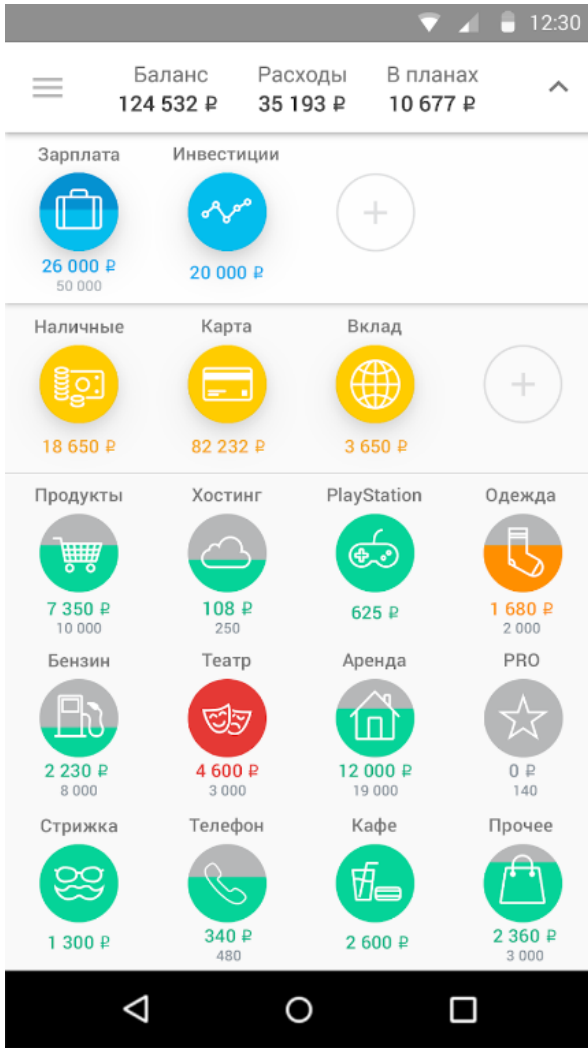 12:30
Баланс Расходы В планах
124 532 ₽ 35 193 ₽ 10 677 ₽
Зарплата Инвестиции
26 000 ₽ 20 000 ₽
50 000
Наличные Карта Вклад
18 650 ₽ 82 232 ₽ 3 650 ₽
Продукты Хостинг PlayStation Одежда
7 350 ₽ 108 ₽ 625 ₽ 1 680 ₽
10 000 250 2 000
Бензин Театр Аренда PRO
2 230 ₽ 4 600 ₽ 12 000 ₽ 0 ₽
8 000 3 000 19 000 140
Стрижка Телефон Кафе Прочее
1 300 ₽ 340 ₽ 2 600 ₽ 2 360 ₽
480 3 000